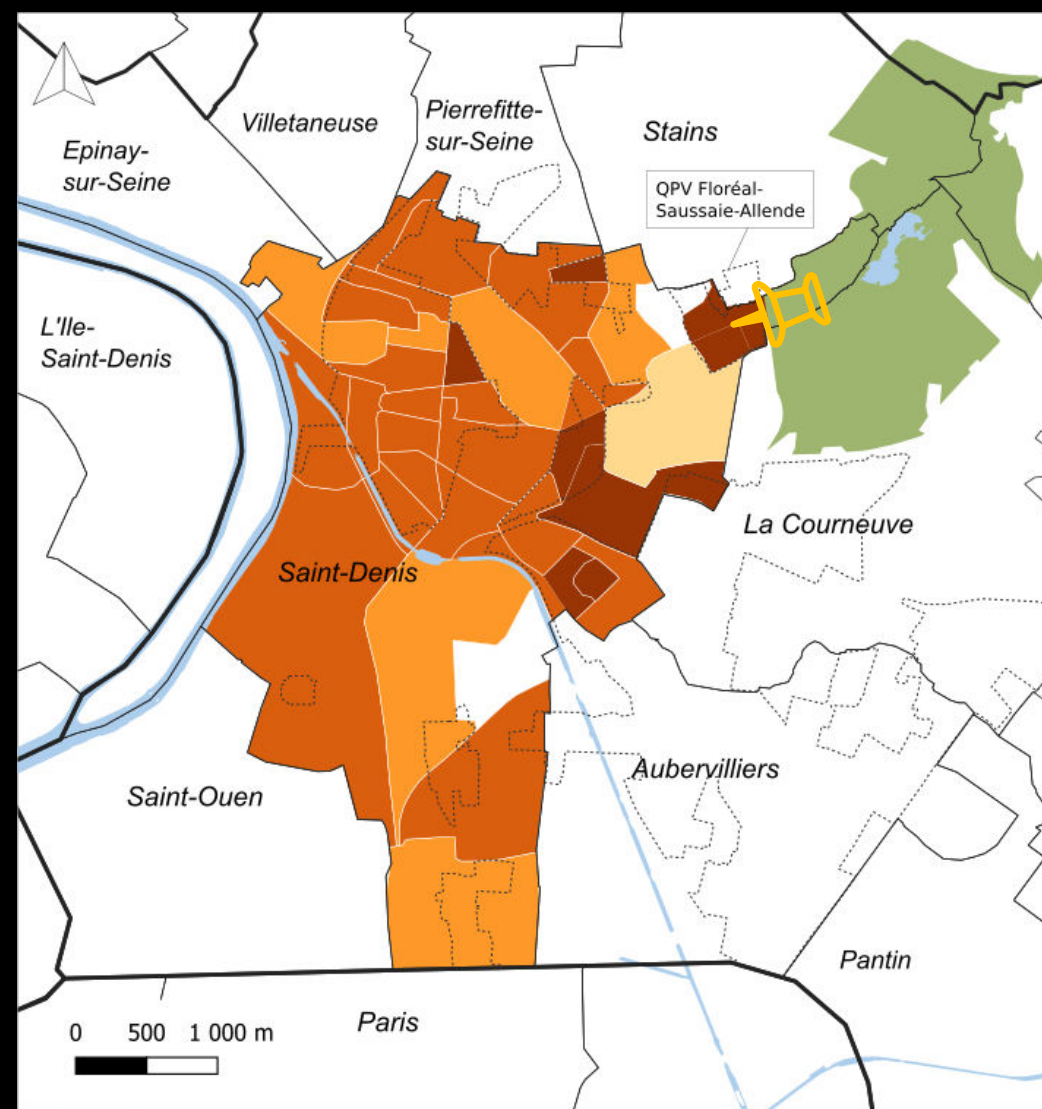 Villetaneuse
Pierrefitte-
sur-Seine
Stains
Epinay-
sur-Seine
QPV Floréal-
Saussaie-Allende
L'Ile-
Saint-Denis
La Courneuve
Saint-Denis
Aubervilliers
Saint-Ouen
Pantin
Paris
0 500 1 000 m